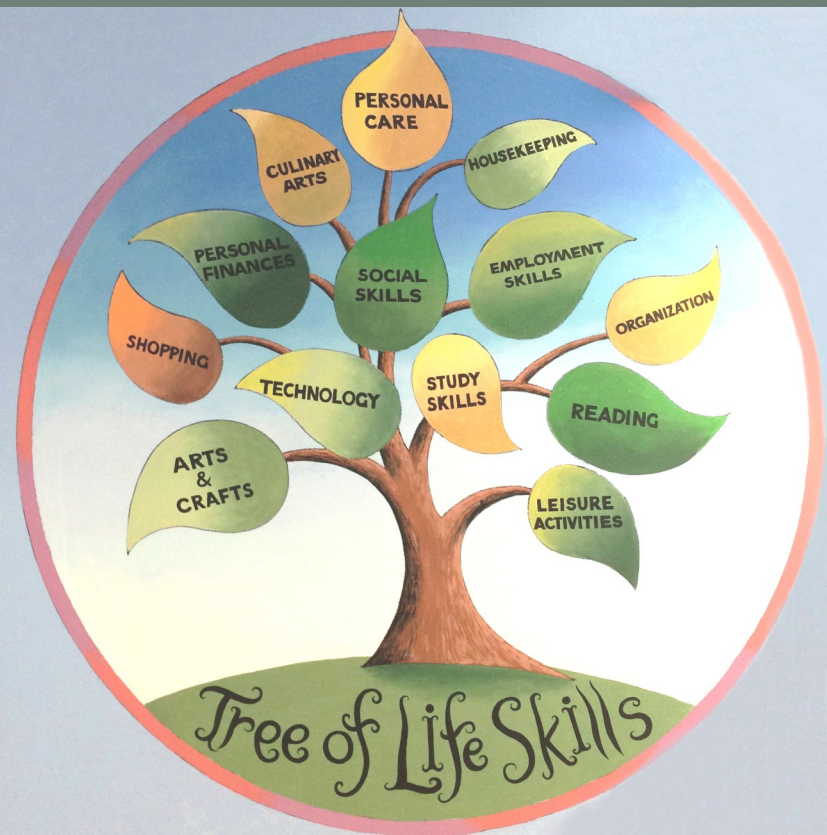 PERSONAL
CARE
CULINARY
ARTS
HOUSEKEEPING
PERSONAL
FINANCES
SOCIAL
SKILLS
EMPLOYMENT
SKILLS
ORGANIZATION
SHOPPING
TECHNOLOGY
STUDY
SKILLS
READING
ARTS
&
CRAFTS
LEISURE
ACTIVITIES
Tree of Life Skills